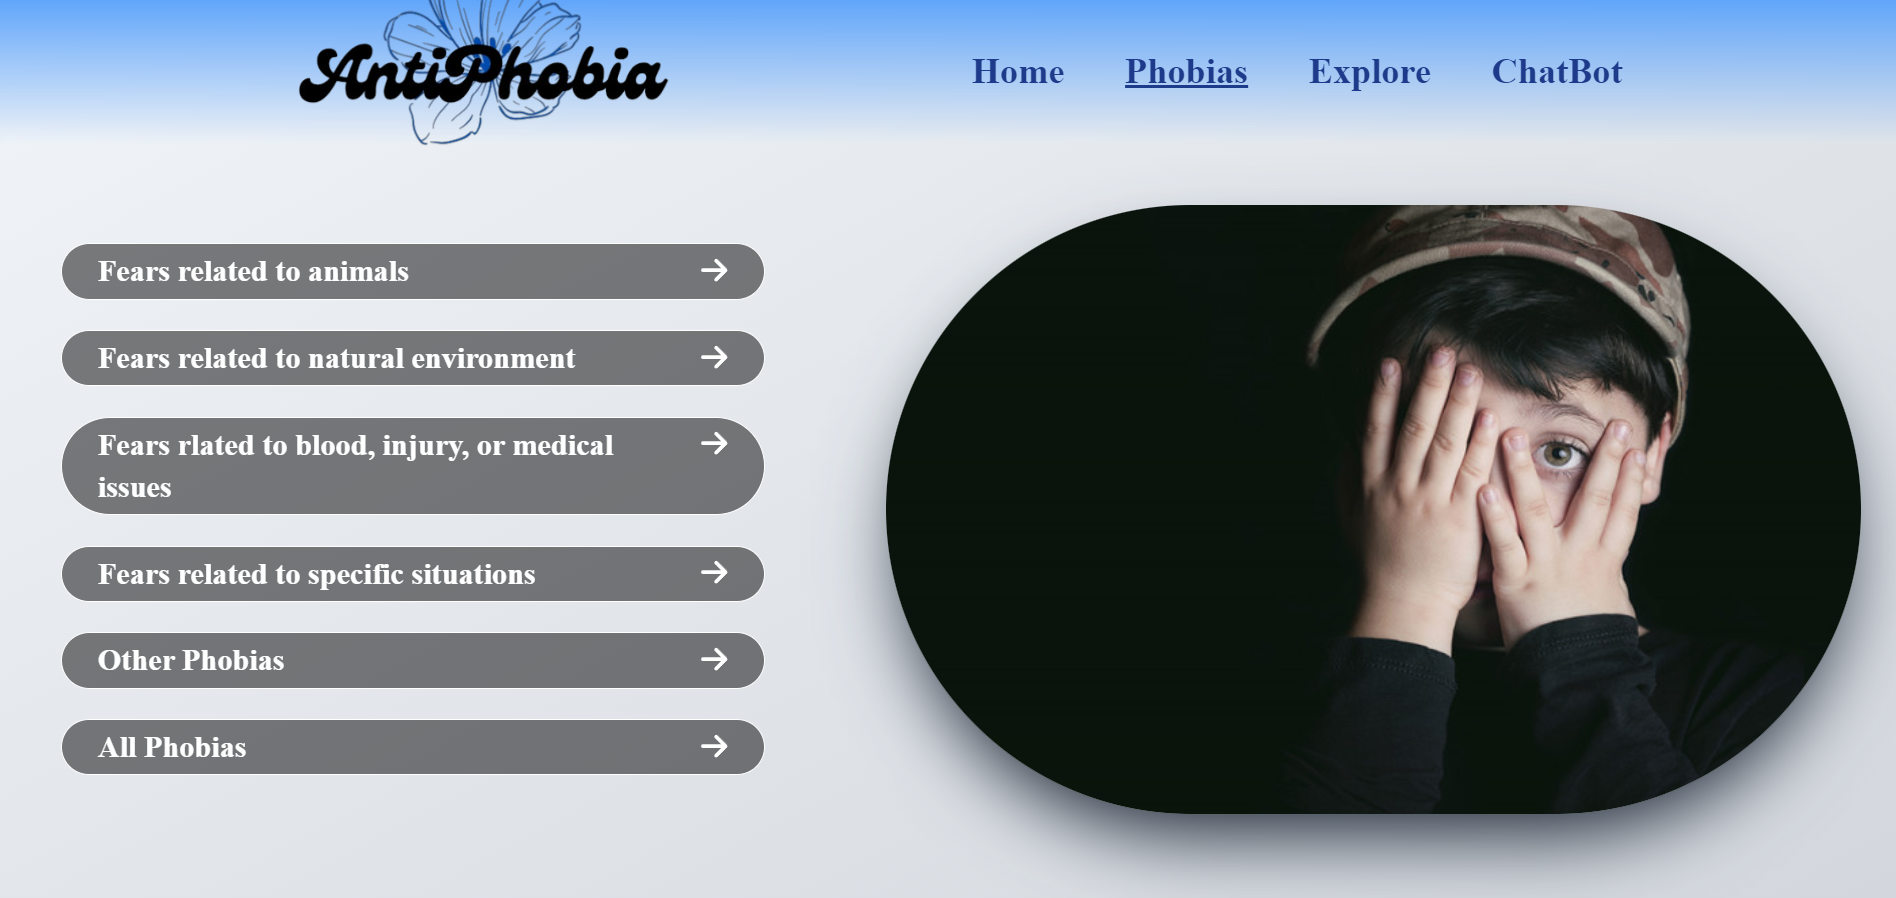 AntiPhobia
Home Phobias Explore ChatBot
Fears related to animals
Fears related to natural environment
Fears rlated to blood, injury, or medical
issues
Fears related to specific situations
Other Phobias
All Phobias